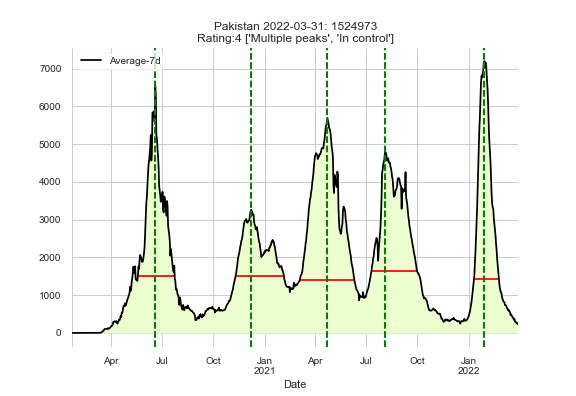 Pakistan 2022-03-31: 1524973
Rating:4 ['Multiple peaks', 'In control']
Average-7d
7000
6000
5000
4000
3000
2000
1000
0
Apr Jul Oct Jan Apr Jul Oct Jan
2021 2022
Date